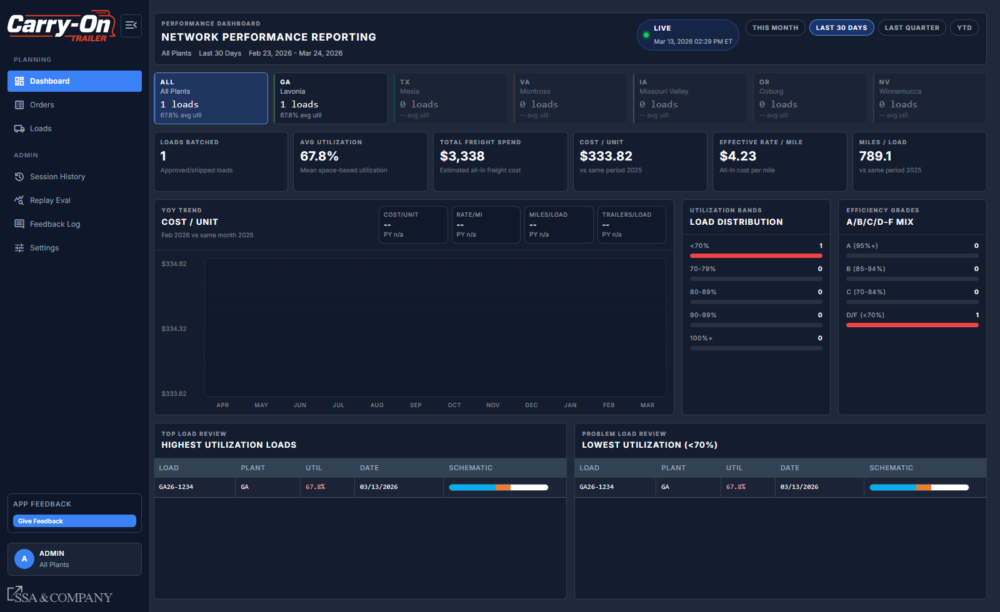 Carry-On
TRAILER
PLANNING
Dashboard
Orders
Loads
ADMIN
Session History
Replay Eval
Feedback Log
Settings
APP FEEDBACK
Give Feedback
A
ADMIN
All Plants
SSA & COMPANY
PERFORMANCE DASHBOARD
NETWORK PERFORMANCE REPORTING
All Plants Last 30 Days Feb 23, 2026 - Mar 24, 2026
LIVE
Mar 13, 2026 02:29 PM ET
THIS MONTH
LAST 30 DAYS
LAST QUARTER
YTD
ALL
All Plants
1 loads
67.8% avg util
GA
Lavonia
1 loads
67.8% avg util
TX
Mexia
0 loads
-- avg util
VA
Montross
0 loads
-- avg util
IA
Missouri Valley
0 loads
-- avg util
OR
Coburg
0 loads
-- avg util
NV
Winnemucca
0 loads
-- avg util
LOADS BATCHED
1
Approved/shipped loads
AVG UTILIZATION
67.8%
Mean space-based utilization
TOTAL FREIGHT SPEND
$3,338
Estimated all-in freight cost
COST / UNIT
$333.82
vs same period 2025
EFFECTIVE RATE / MILE
$4.23
All-in cost per mile
MILES / LOAD
789.1
vs same period 2025
YOY TREND
COST / UNIT
Feb 2026 vs same month 2025
COST/UNIT
--
PY n/a
RATE/MI
--
PY n/a
MILES/LOAD
--
PY n/a
TRAILERS/LOAD
--
PY n/a
$334.82
$334.32
$333.82
APR MAY JUN JUL AUG SEP OCT NOV DEC JAN FEB MAR
UTILIZATION BANDS
LOAD DISTRIBUTION
<70% 1
70-79% 0
80-89% 0
90-99% 0
100%+ 0
EFFICIENCY GRADES
A/B/C/D-F MIX
A (95%+) 0
B (85-94%) 0
C (70-84%) 0
D/F (<70%) 1
TOP LOAD REVIEW
HIGHEST UTILIZATION LOADS
LOAD PLANT UTIL DATE SCHEMATIC
GA26-1234 GA 67.8% 03/13/2026
PROBLEM LOAD REVIEW
LOWEST UTILIZATION (<70%)
LOAD PLANT UTIL DATE SCHEMATIC
GA26-1234 GA 67.8% 03/13/2026